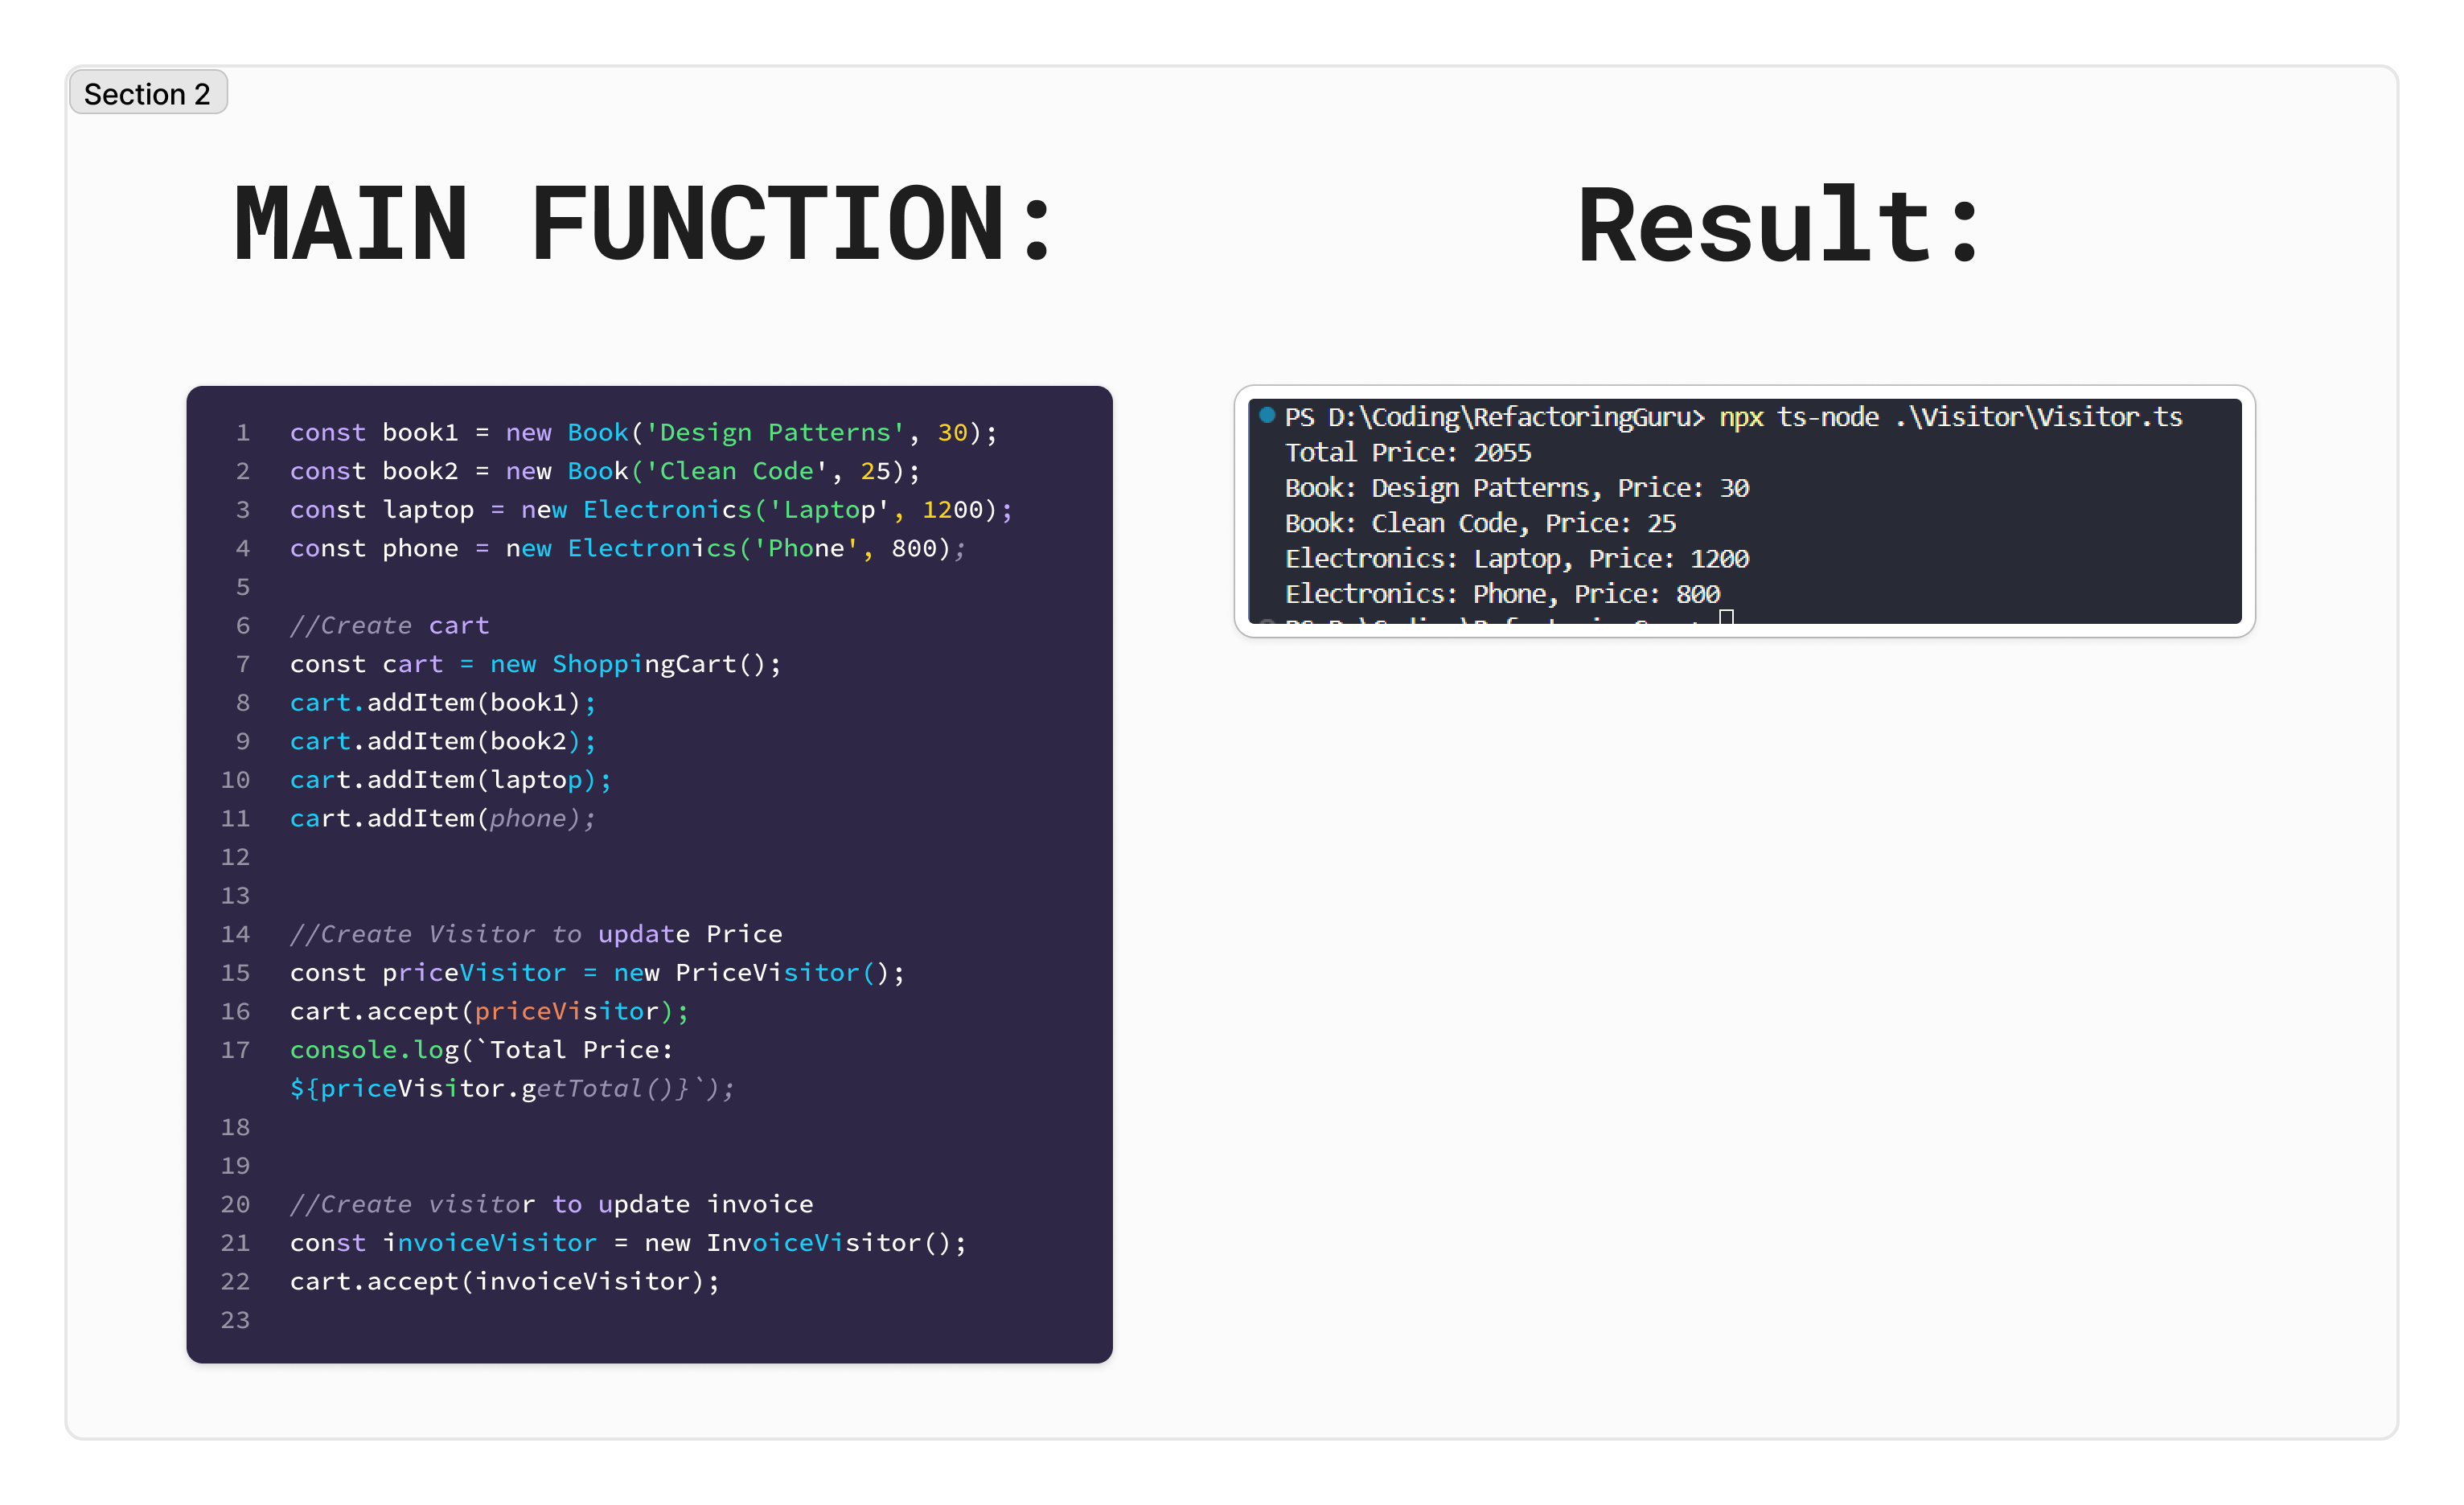 Section 2
MAIN FUNCTION:
1 const book1 = new Book('Design Patterns', 30);
2 const book2 = new Book('Clean Code', 25);
3 const laptop = new Electronics('Laptop', 1200);
4 const phone = new Electronics('Phone', 800);
5
6 //Create cart
7 const cart = new ShoppingCart();
8 cart.addItem(book1);
9 cart.addItem(book2);
10 cart.addItem(laptop);
11 cart.addItem(phone);
12
13
14 //Create Visitor to update Price
15 const priceVisitor = new PriceVisitor();
16 cart.accept(priceVisitor);
17 console.log(`Total Price:
${priceVisitor.getTotal()}`);
18
19
20 //Create visitor to update invoice
21 const invoiceVisitor = new InvoiceVisitor();
22 cart.accept(invoiceVisitor);
23
Result:
PS D:\Coding\RefactoringGuru> npx ts-node .\Visitor\Visitor.ts
Total Price: 2055
Book: Design Patterns, Price: 30
Book: Clean Code, Price: 25
Electronics: Laptop, Price: 1200
Electronics: Phone, Price: 800